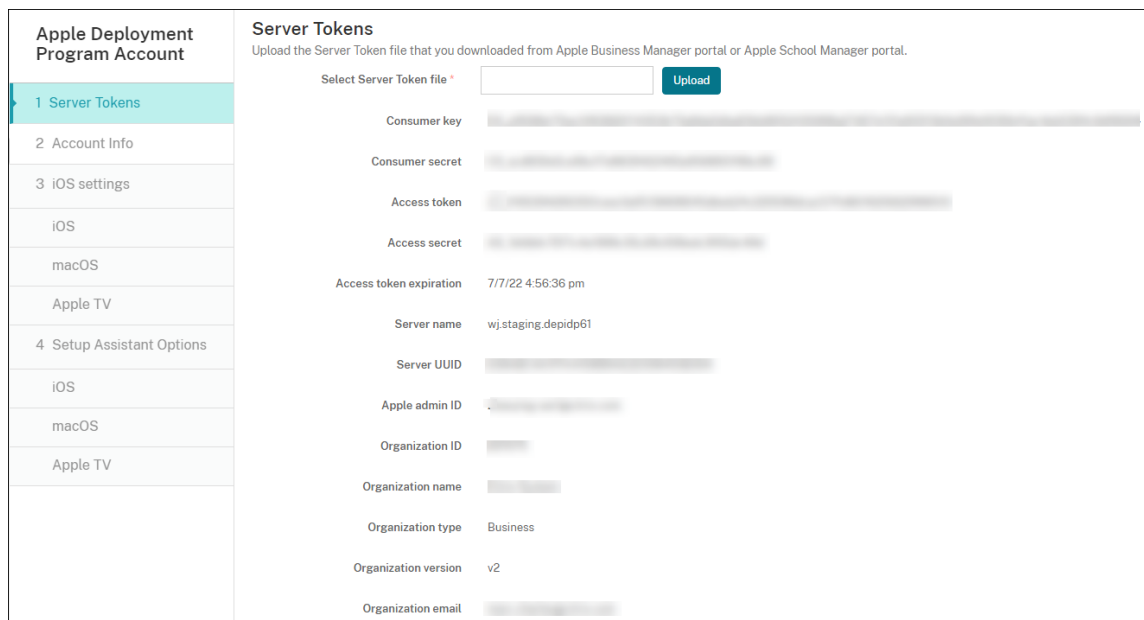 Apple Deployment
Program Account
1 Server Tokens
2 Account Info
3 iOS settings
iOS
macOS
Apple TV
4 Setup Assistant Options
iOS
macOS
Apple TV
Server Tokens
Upload the Server Token file that you downloaded from Apple Business Manager portal or Apple School Manager portal.
Select Server Token file * Upload
Consumer key
Consumer secret
Access token
Access secret
Access token expiration 7/7/22 4:56:36 pm
Server name wj.staging.depidp61
Server UUID
Apple admin ID
Organization ID
Organization name
Organization type Business
Organization version v2
Organization email